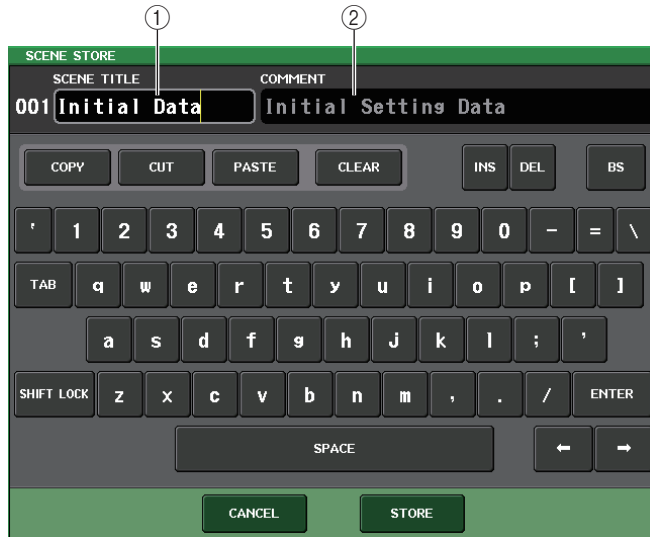 ① ②
SCENE STORE
SCENE TITLE COMMENT
001 Initial Data Initial Setting Data
COPY CUT PASTE CLEAR INS DEL BS
' 1 2 3 4 5 6 7 8 9 0 - = \
TAB q w e r t y u i o p [ ]
a s d f g h j k l ; '
SHIFT LOCK z x c v b n m , . / ENTER
SPACE ← →
CANCEL STORE